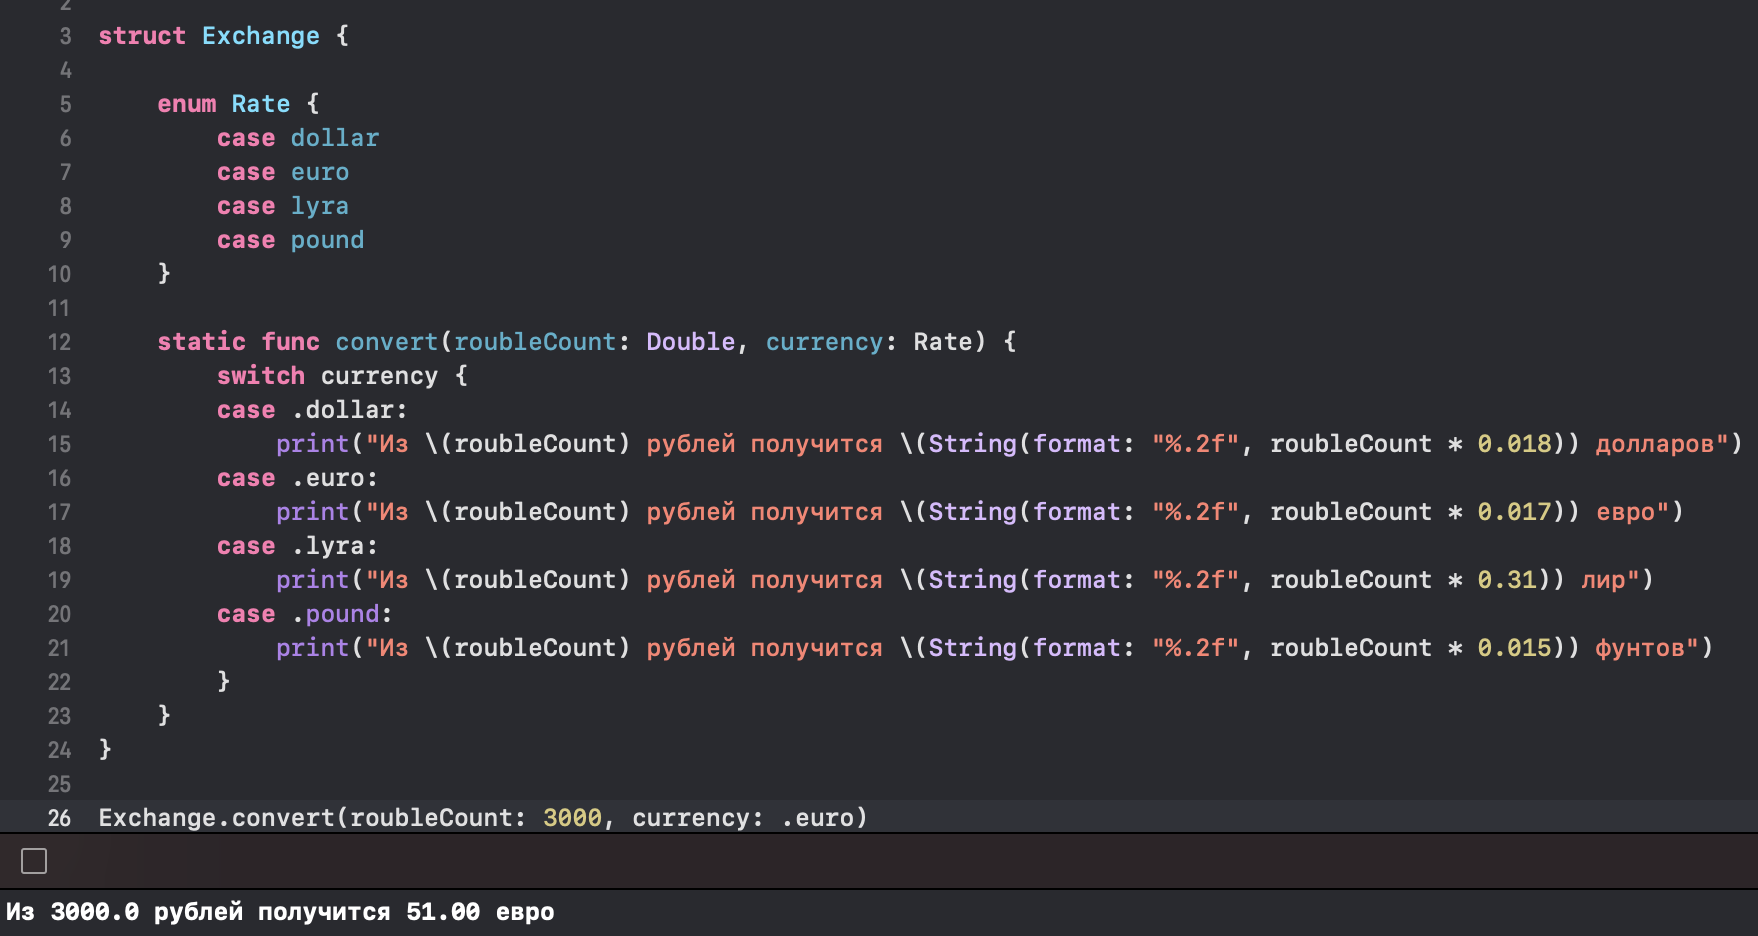 2
3 struct Exchange {
4
5 enum Rate {
6 case dollar
7 case euro
8 case lyra
9 case pound
10 }
11
12 static func convert(roubleCount: Double, currency: Rate) {
13 switch currency {
14 case .dollar:
15 print("Из \(roubleCount) рублей получится \(String(format: "%.2f", roubleCount * 0.018)) долларов")
16 case .euro:
17 print("Из \(roubleCount) рублей получится \(String(format: "%.2f", roubleCount * 0.017)) евро")
18 case .lyra:
19 print("Из \(roubleCount) рублей получится \(String(format: "%.2f", roubleCount * 0.31)) лир")
20 case .pound:
21 print("Из \(roubleCount) рублей получится \(String(format: "%.2f", roubleCount * 0.015)) фунтов")
22 }
23 }
24 }
25
26 Exchange.convert(roubleCount: 3000, currency: .euro)
Из 3000.0 рублей получится 51.00 евро